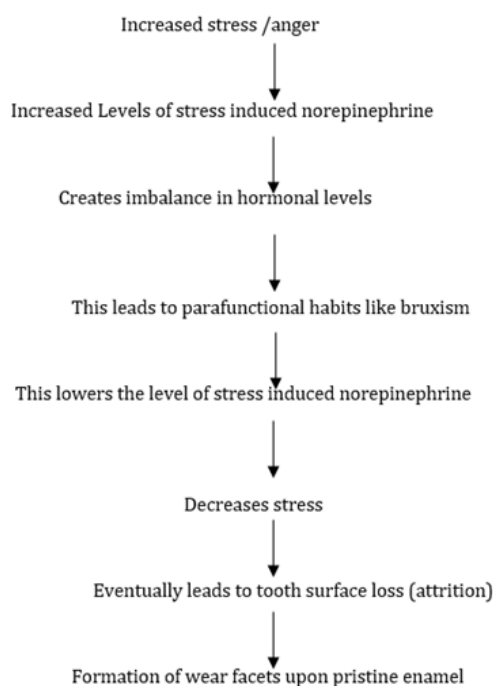 Increased stress /anger
Increased Levels of stress induced norepinephrine
Creates imbalance in hormonal levels
This leads to parafunctional habits like bruxism
This lowers the level of stress induced norepinephrine
Decreases stress
Eventually leads to tooth surface loss (attrition)
Formation of wear facets upon pristine enamel